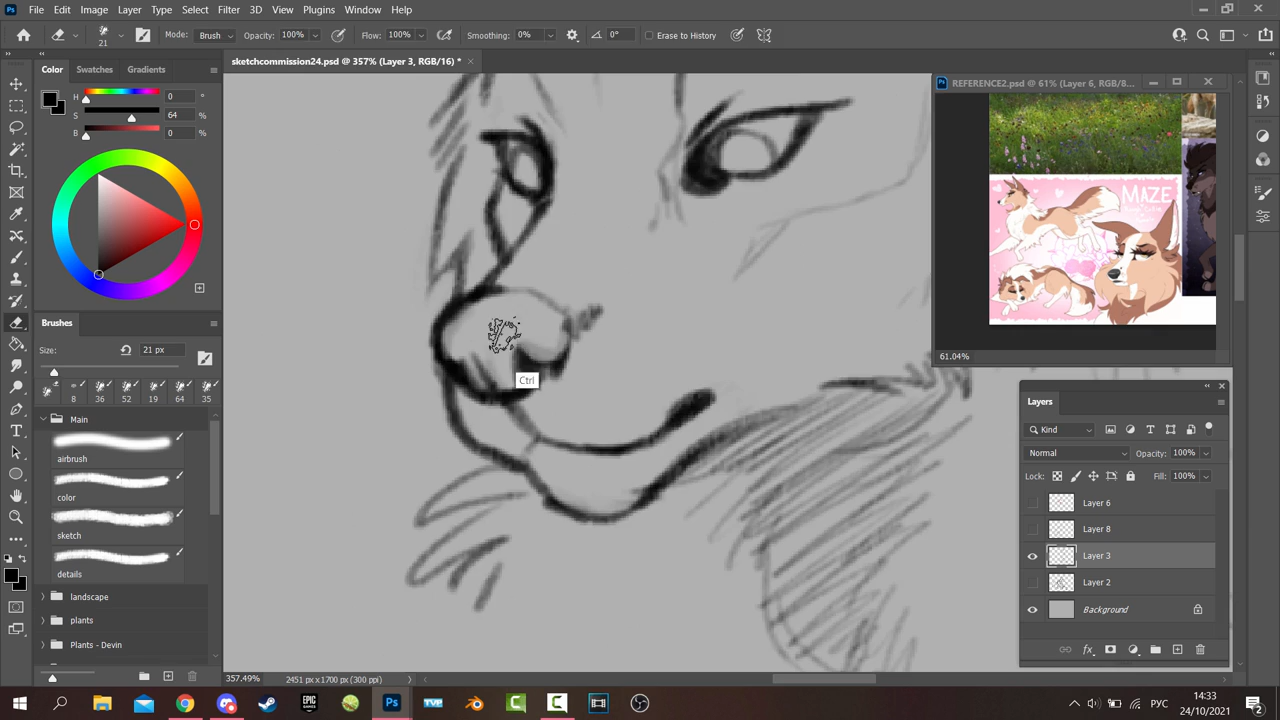 File Edit Image Layer Type Select Filter 3D View Plugins Window Help
21 Mode: Brush Opacity: 100% Flow: 100% Smoothing: 0% 0° Erase to History
Color Swatches Gradients
sketchcommission24.psd @ 357% (Layer 3, RGB/16) *
REFERENCE2.psd @ 61% (Layer 6, RGB/8...
H 0 °
S 64 %
B 0 %
MAZE
Brushes
Size: 21 px
8 36 52 19 64 35
Main
airbrush
color
sketch
details
landscape
plants
Plants - Devin
Ctrl
61.04%
Layers
Kind
Normal Opacity: 100%
Lock: Fill: 100%
Layer 6
Layer 8
Layer 3
Layer 2
Background
fx
357.49% 2451 px x 1700 px (300 ppi)
Ps
EPIC GAMES
TVP
РУС
14:33
24/10/2021
2